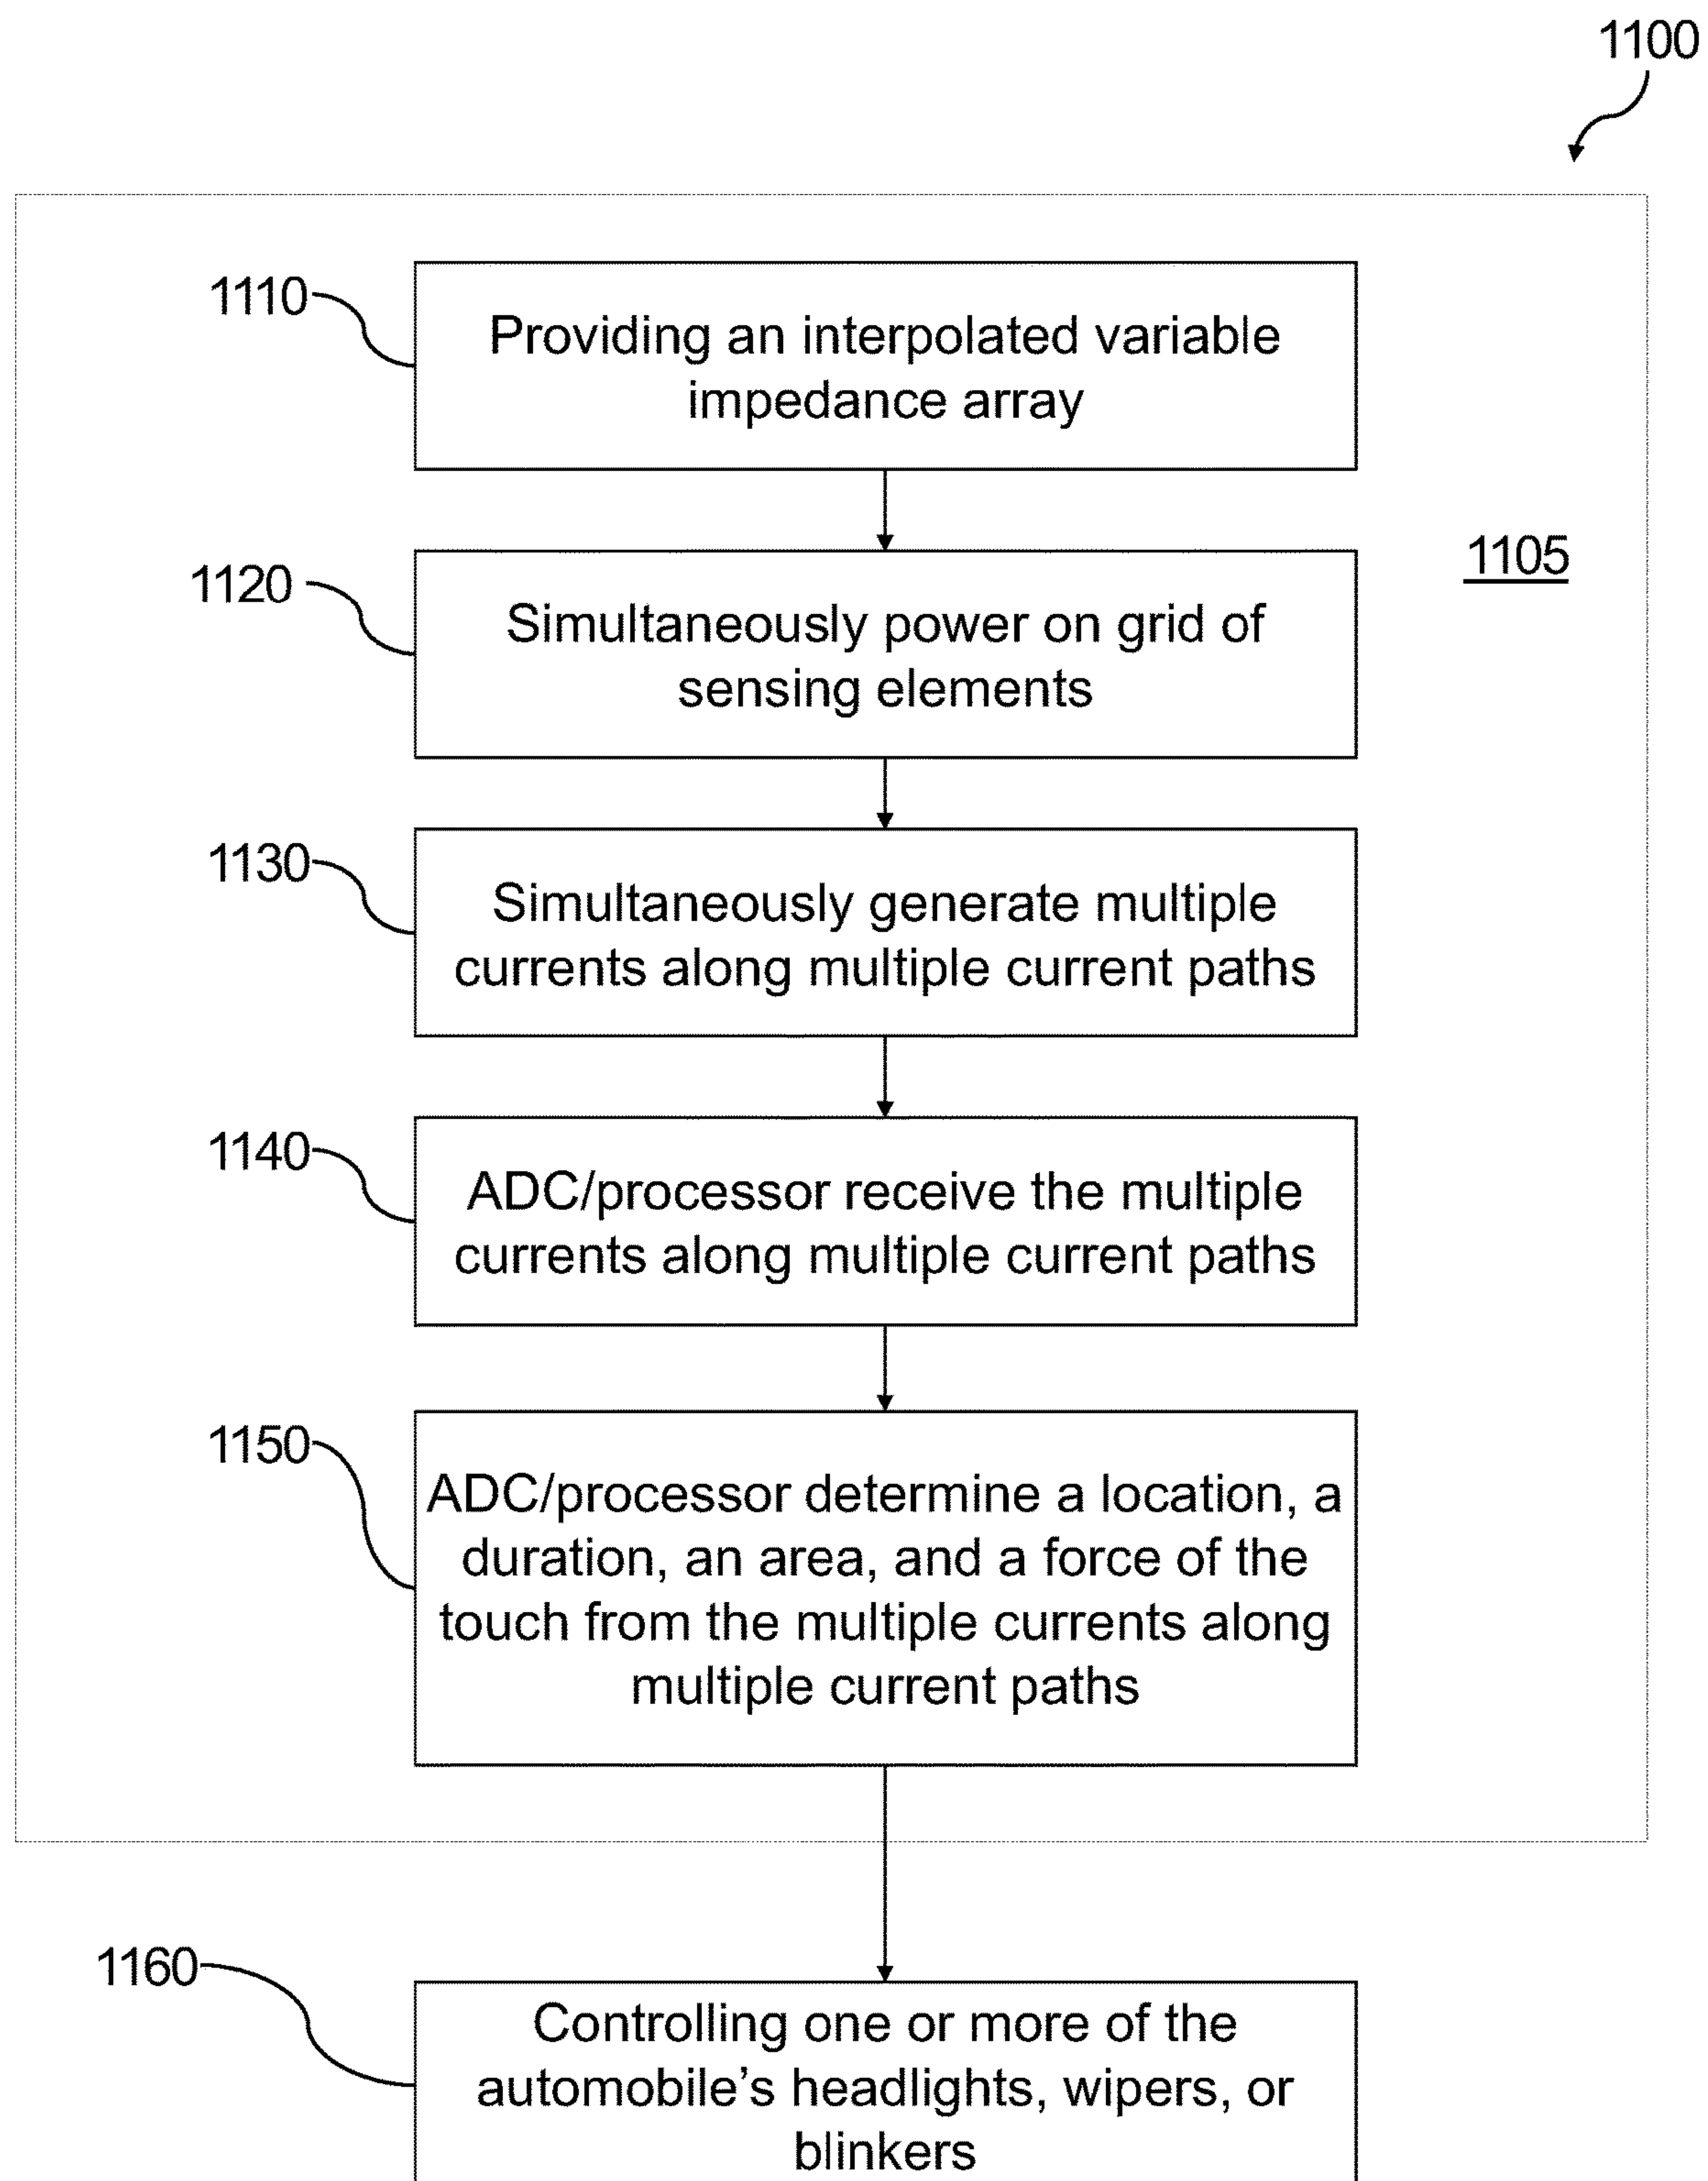 1100
1110
Providing an interpolated variable
impedance array
1105
1120
Simultaneously power on grid of
sensing elements
1130
Simultaneously generate multiple
currents along multiple current paths
1140
ADC/processor receive the multiple
currents along multiple current paths
1150
ADC/processor determine a location, a
duration, an area, and a force of the
touch from the multiple currents along
multiple current paths
1160
Controlling one or more of the
automobile’s headlights, wipers, or
blinkers